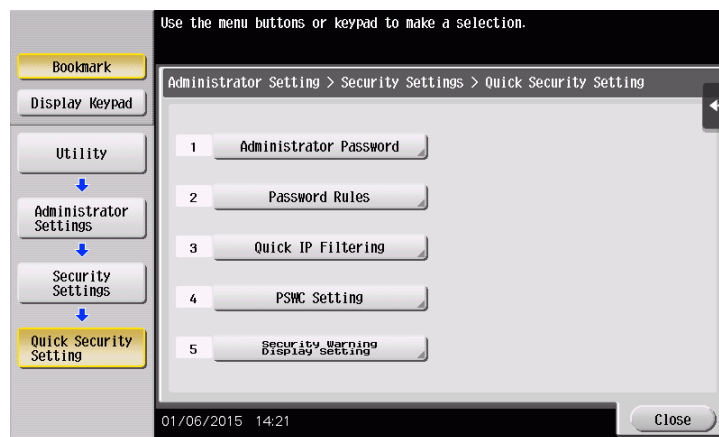 Use the menu buttons or keypad to make a selection.
Bookmark
Display Keypad
Utility
Administrator
Settings
Security
Settings
Quick Security
Setting
Administrator Setting > Security Settings > Quick Security Setting
1 Administrator Password
2 Password Rules
3 Quick IP Filtering
4 PSWC Setting
5 Security Warning
Display Setting
01/06/2015 14:21
Close